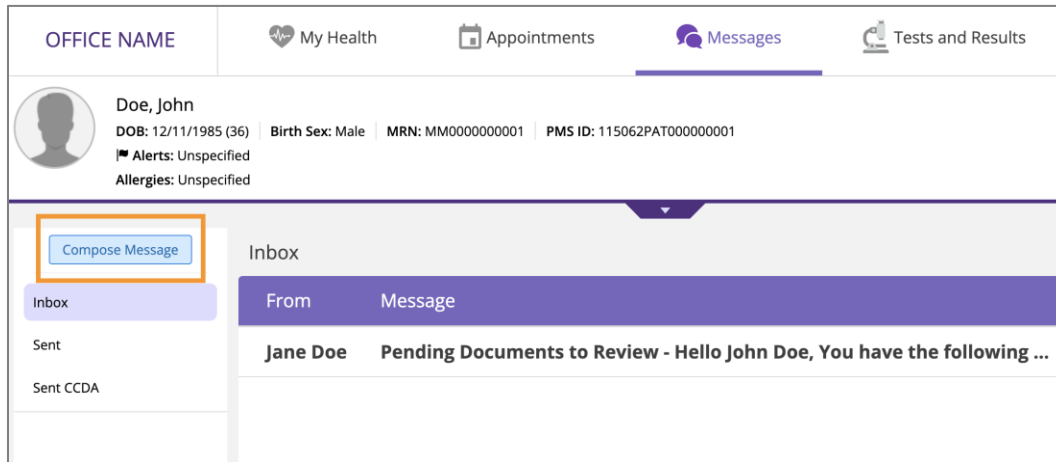 OFFICE NAME
My Health
Appointments
Messages
Tests and Results
Doe, John
DOB: 12/11/1985 (36) Birth Sex: Male MRN: MM0000000001 PMS ID: 115062PAT000000001
Alerts: Unspecified
Allergies: Unspecified
Compose Message
Inbox
Sent
Sent CCDA
Inbox
From Message
Jane Doe Pending Documents to Review - Hello John Doe, You have the following ...